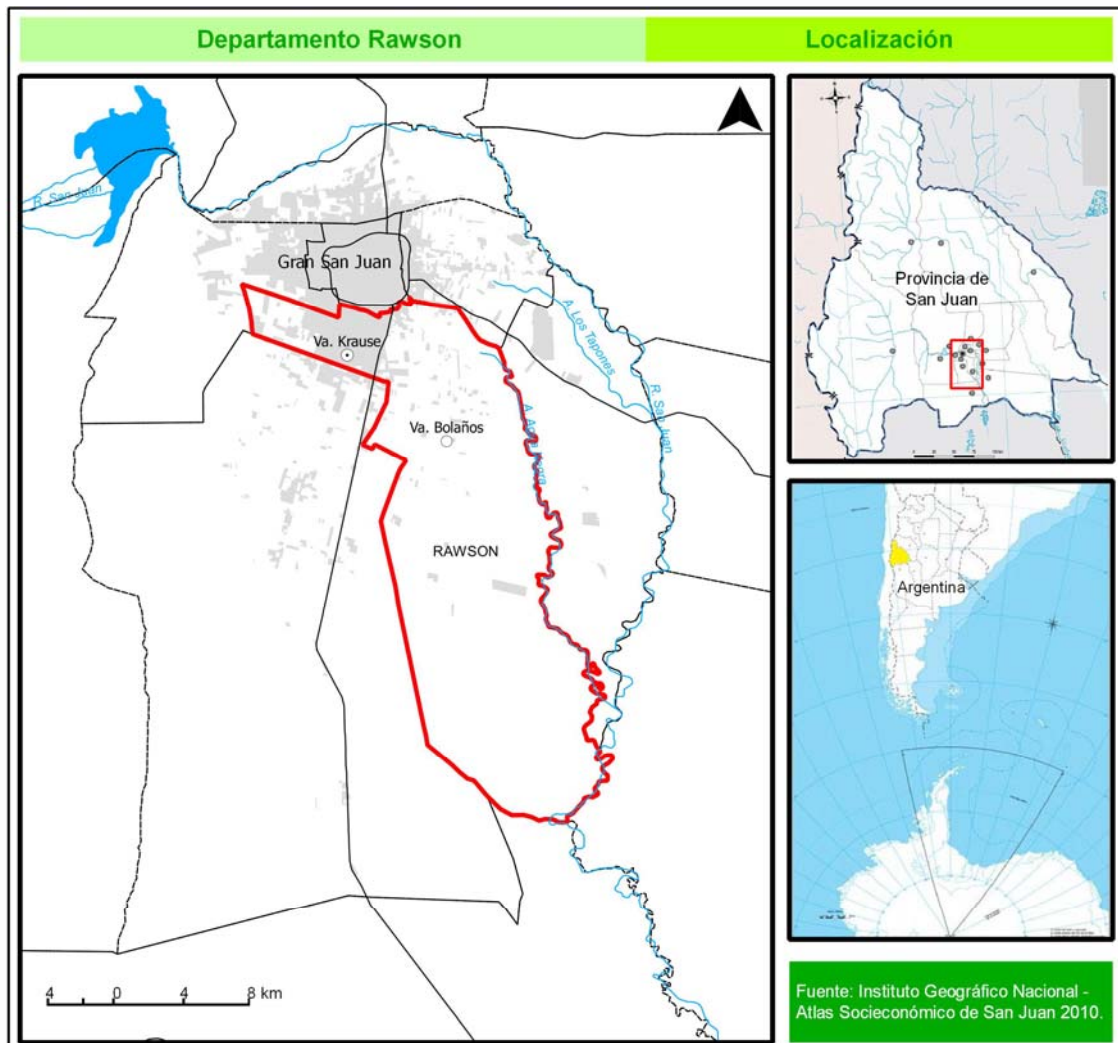 Departamento Rawson
Localización
R. San Juan
Gran San Juan
Va. Krause
A. Los Tapones
R. San Juan
Va. Bolaños
RAWSON
4 0 4 8 km
Provincia de
San Juan
Argentina
Fuente: Instituto Geográfico Nacional -
Atlas Socieconómico de San Juan 2010.